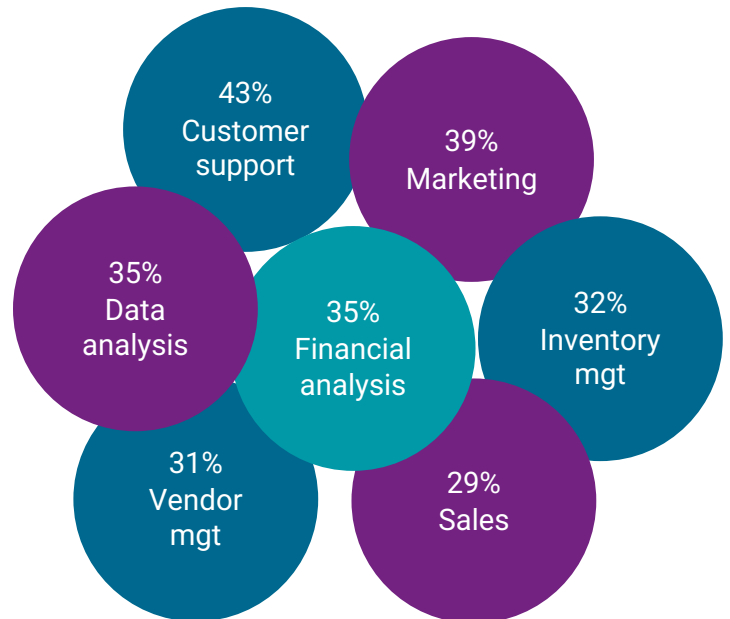 43%
Customer
support
39%
Marketing
35%
Data
analysis
35%
Financial
analysis
32%
Inventory
mgt
31%
Vendor
mgt
29%
Sales